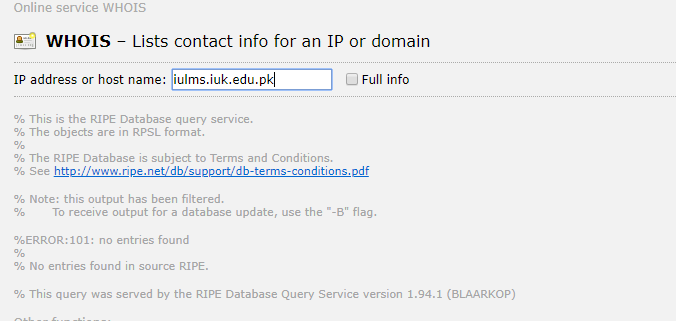 Online service WHOIS
WHOIS – Lists contact info for an IP or domain
IP address or host name: iulms.iuk.edu.pk Full info
% This is the RIPE Database query service.
% The objects are in RPSL format.
%
% The RIPE Database is subject to Terms and Conditions.
% See http://www.ripe.net/db/support/db-terms-conditions.pdf
% Note: this output has been filtered.
% To receive output for a database update, use the "-B" flag.
%ERROR:101: no entries found
%
% No entries found in source RIPE.
% This query was served by the RIPE Database Query Service version 1.94.1 (BLAARKOP)
Other functions: